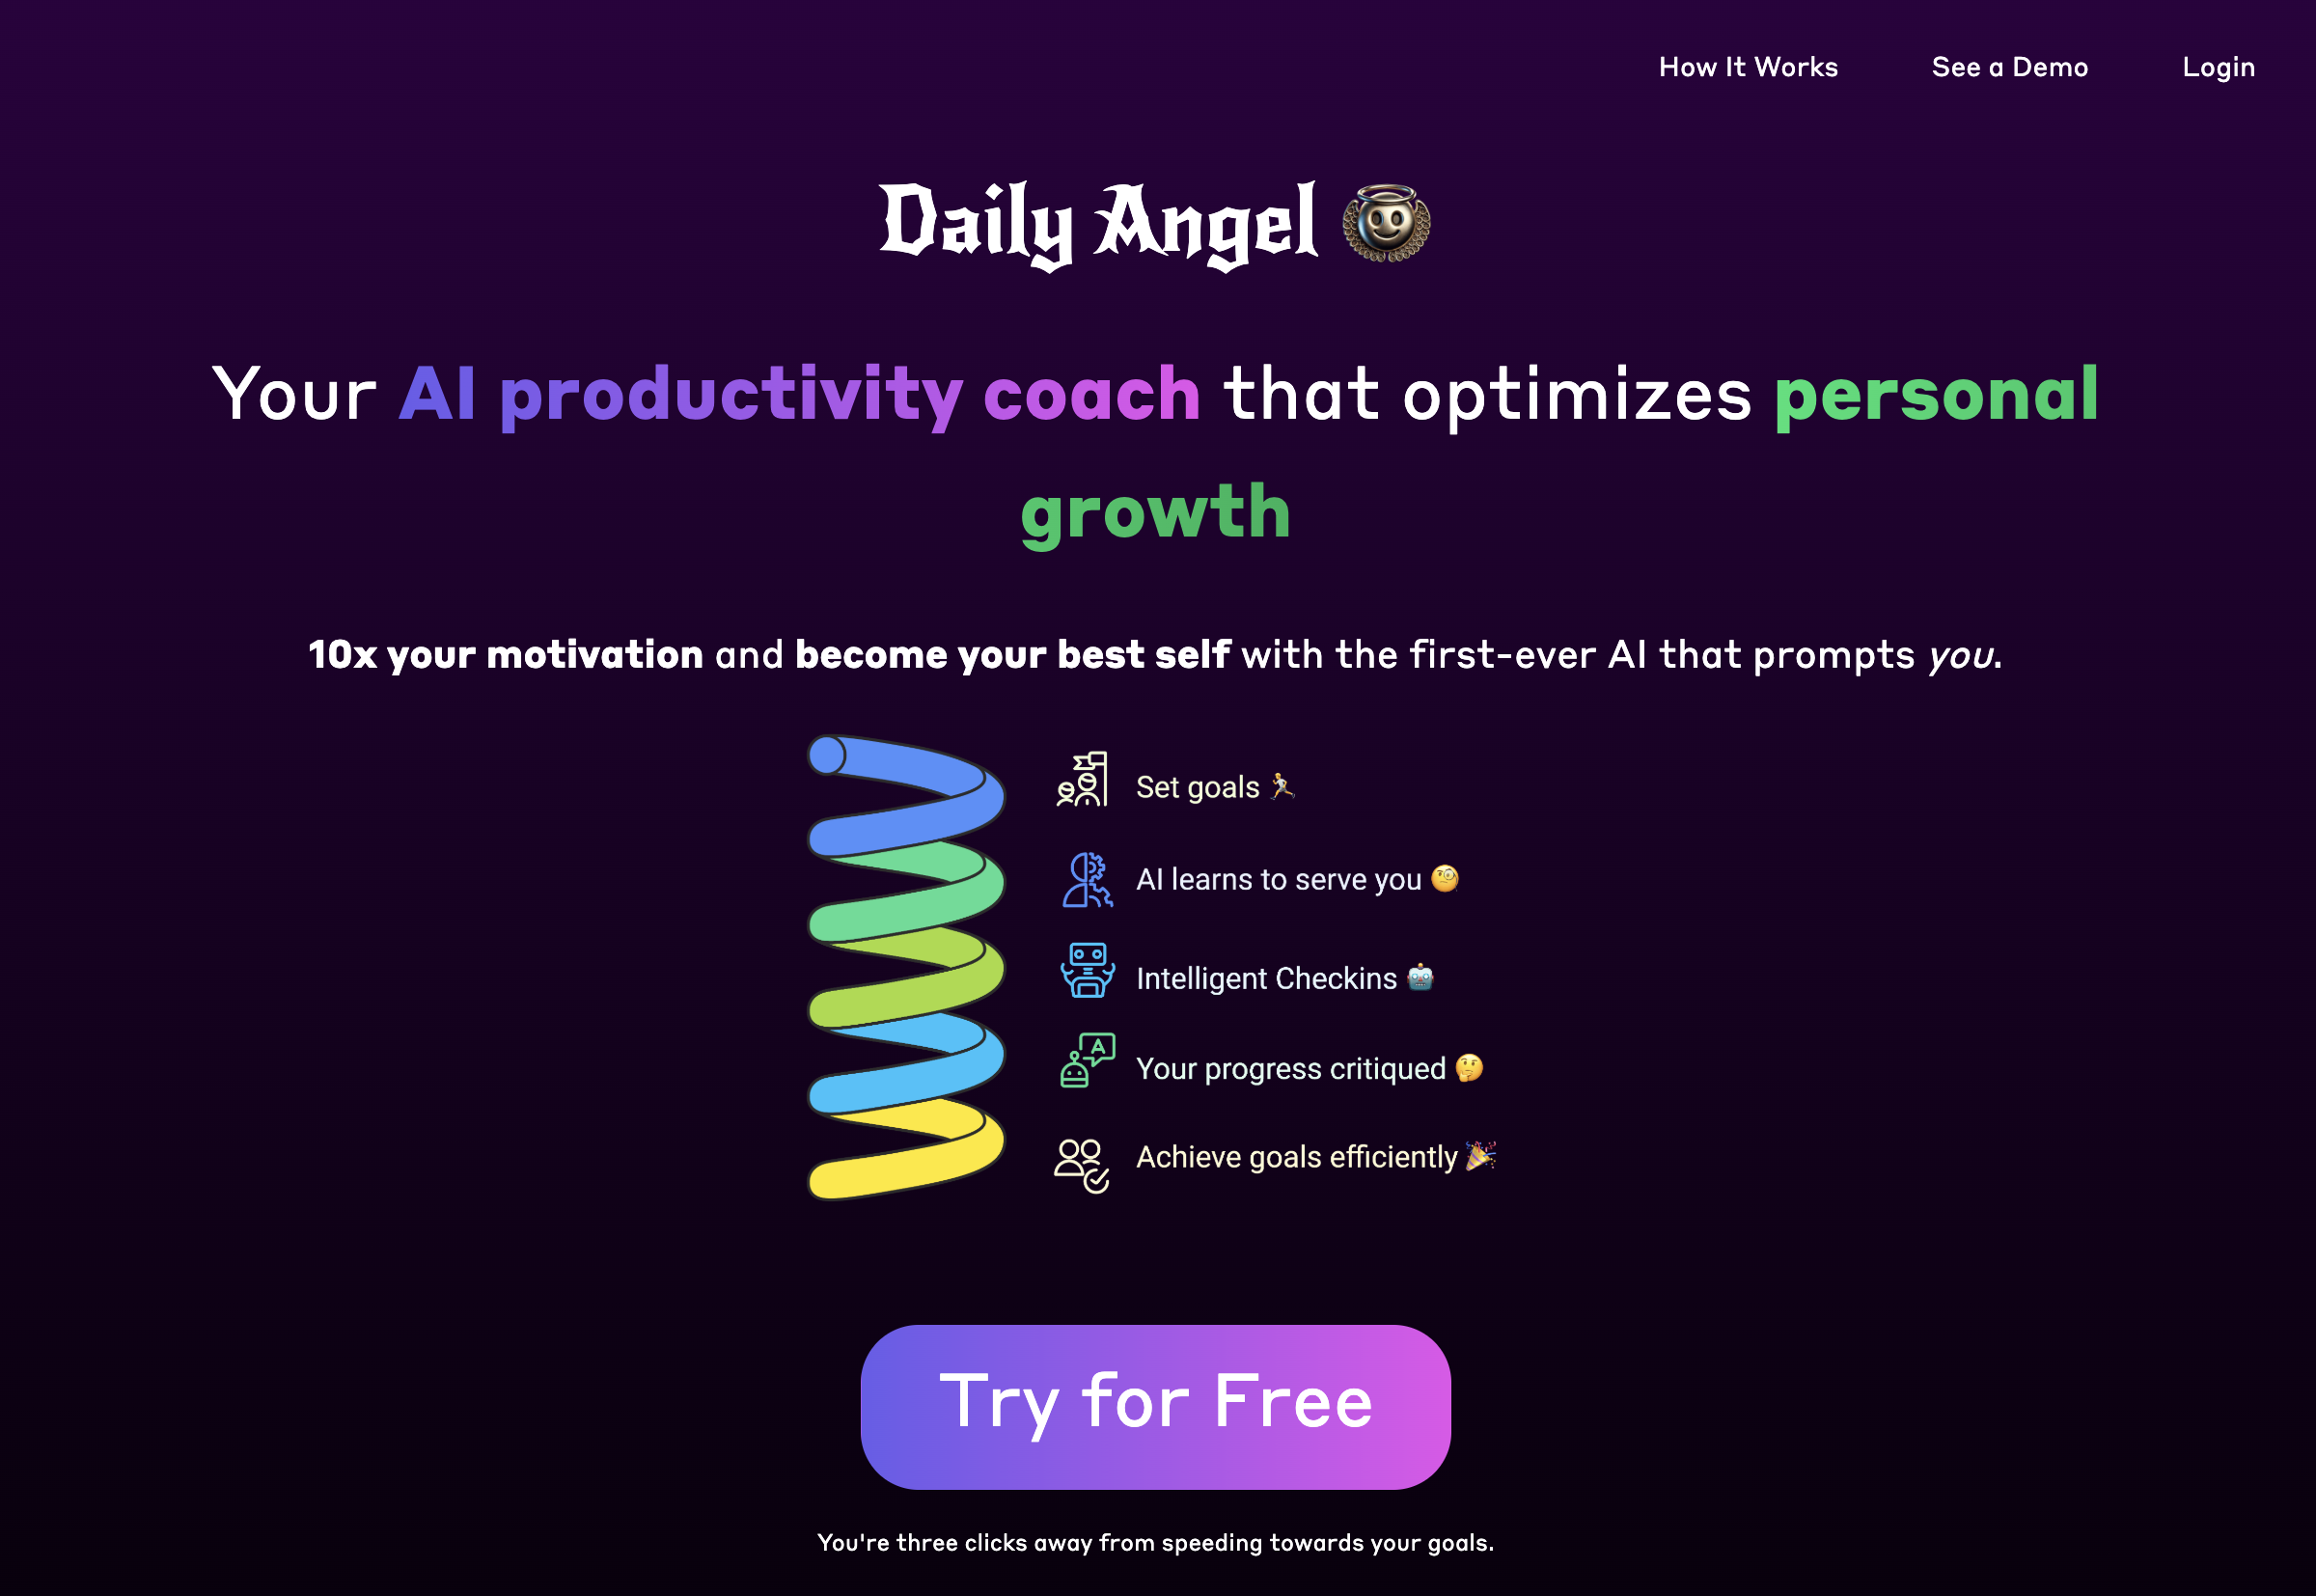 How It Works See a Demo Login
Daily Angel
Your AI productivity coach that optimizes personal
growth
10x your motivation and become your best self with the first-ever AI that prompts you.
Set goals 🏃
AI learns to serve you 🧐
Intelligent Checkins 🤖
A
Your progress critiqued 🤔
Achieve goals efficiently 🎉
Try for Free
You're three clicks away from speeding towards your goals.